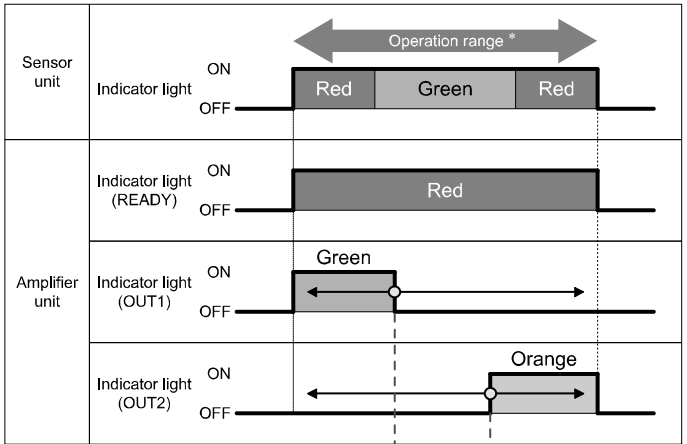 Operation range *
Sensor
unit
Indicator light
ON
OFF
Red
Green
Red
Amplifier
unit
Indicator light
(READY)
ON
OFF
Red
Indicator light
(OUT1)
ON
OFF
Green
Indicator light
(OUT2)
ON
OFF
Orange